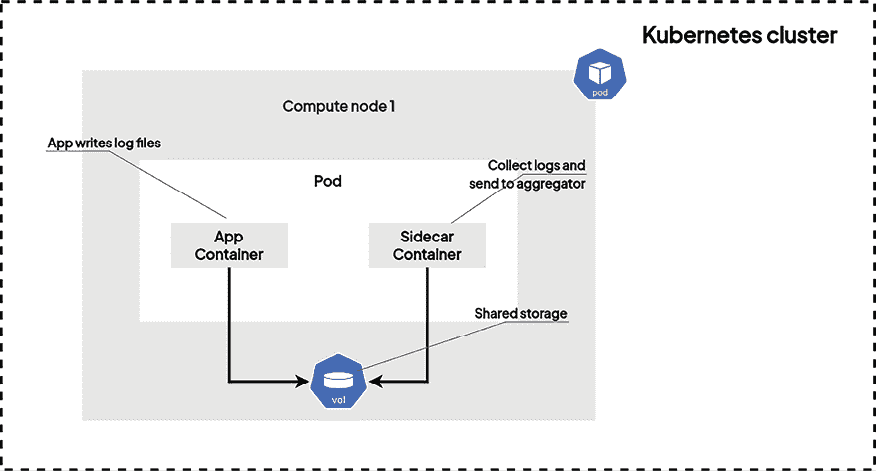 Kubernetes cluster
pod
Compute node 1
App writes log files
Collect logs and
send to aggregator
Pod
App
Container
Sidecar
Container
Shared storage
vol